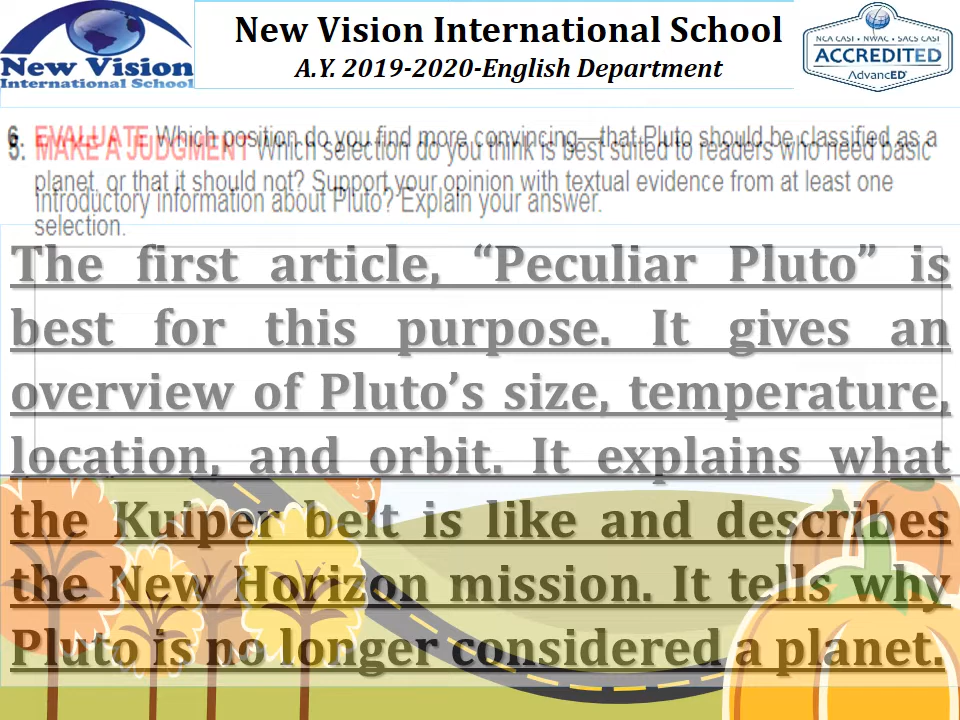 New Vision
International School
New Vision International School
A.Y. 2019-2020-English Department
NCA CASI • NWAC • SACS CASI
ACCREDITED
AdvancED®
6. EVALUATE Which position do you find more convincing—that Pluto should be classified as a
planet, or that it should not? Support your opinion with textual evidence from at least one
selection.
5. MAKE A JUDGMENT Which selection do you think is best suited to readers who need basic
introductory information about Pluto? Explain your answer.
The first article, “Peculiar Pluto” is
best for this purpose. It gives an
overview of Pluto’s size, temperature,
location, and orbit. It explains what
the Kuiper belt is like and describes
the New Horizon mission. It tells why
Pluto is no longer considered a planet.